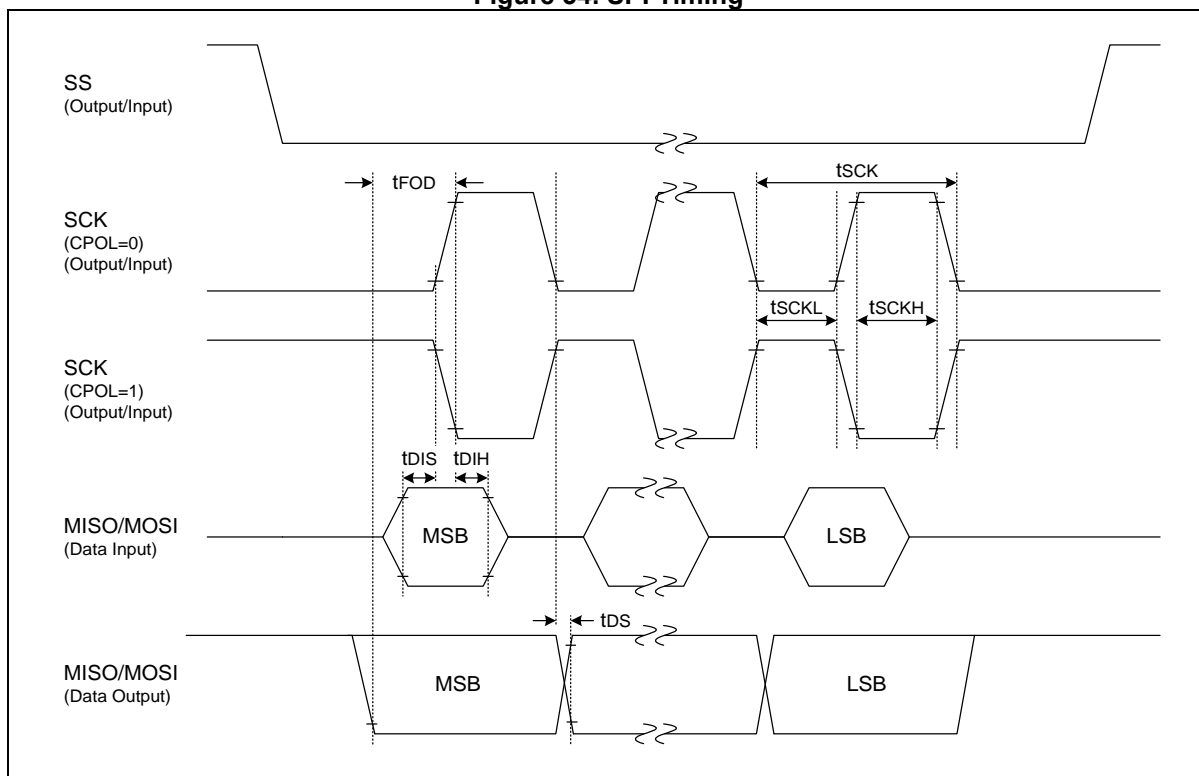 Figure SPI Timing
SS
(Output/Input)
tFOD
tSCK
SCK
(CPOL=0)
(Output/Input)
tSCKL
tSCKH
SCK
(CPOL=1)
(Output/Input)
tDIS
tDIH
MISO/MOSI
(Data Input)
MSB
LSB
tDS
MISO/MOSI
(Data Output)
MSB
LSB